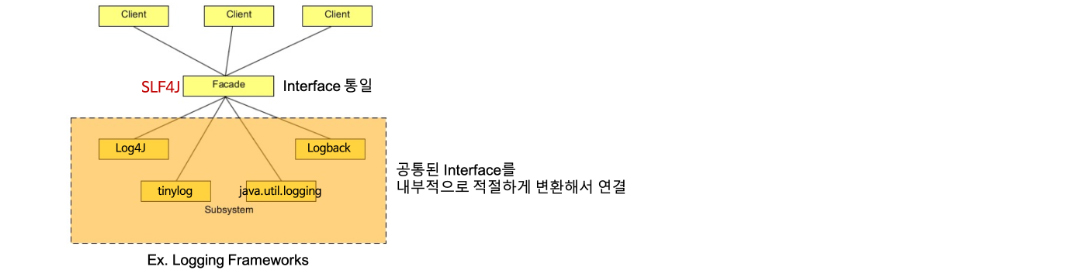 Client
Client
Client
SLF4J
Facade
Interface 통일
Log4J
Logback
공통된 Interface를
내부적으로 적절하게 변환해서 연결
tinylog
java.util.logging
Subsystem
Ex. Logging Frameworks